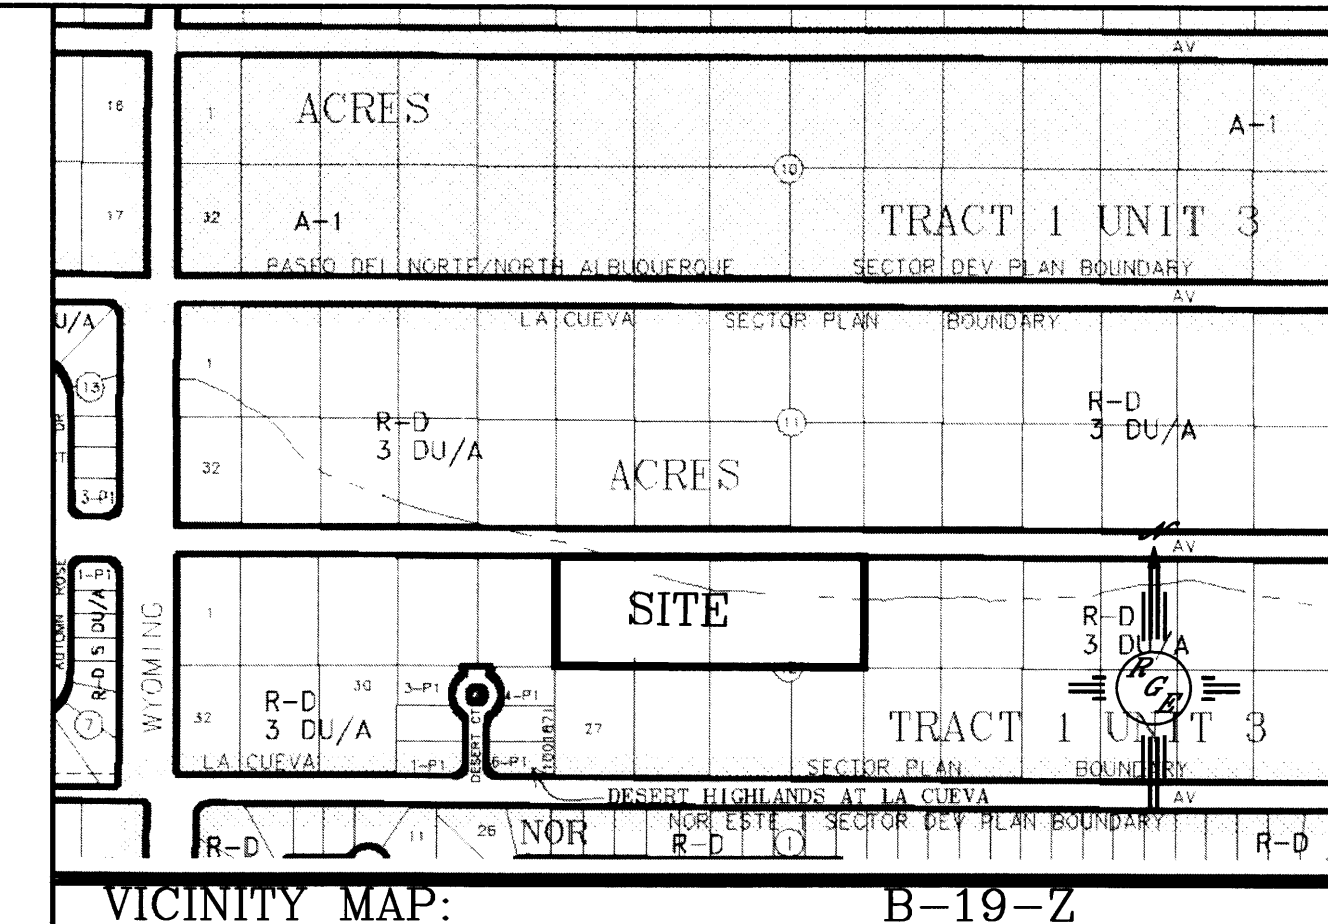 AV
16
1
ACRES
A-1
10
17
32
A-1
TRACT 1 UNIT 3
PASEO DEL NORTE/NORTH ALBUQUERQUE
SECTOR DEV PLAN BOUNDARY
AV
U/A
LA CUEVA SECTOR PLAN BOUNDARY
1
13
R-D
3 DU/A
11
R-D
3 DU/A
DR
CT
32
ACRES
3-P1
N
AV
AUTUMN ROSE
1-P1
R-D 5 DU/A
WYOMING
1
SITE
R-D
3 DU/A
R
G
E
30
3-P1
4-P1
R-D
3 DU/A
32
7
DESERT CT
27
TRACT 1 UNIT 3
LA CUEVA
1-P1
6-P1
SECTOR PLAN BOUNDARY
DESERT HIGHLANDS AT LA CUEVA
AV
NOR ESTE 1 SECTOR DEV PLAN BOUNDARY
R-D
11
26
NOR
R-D
1
R-D
VICINITY MAP:
B-19-Z